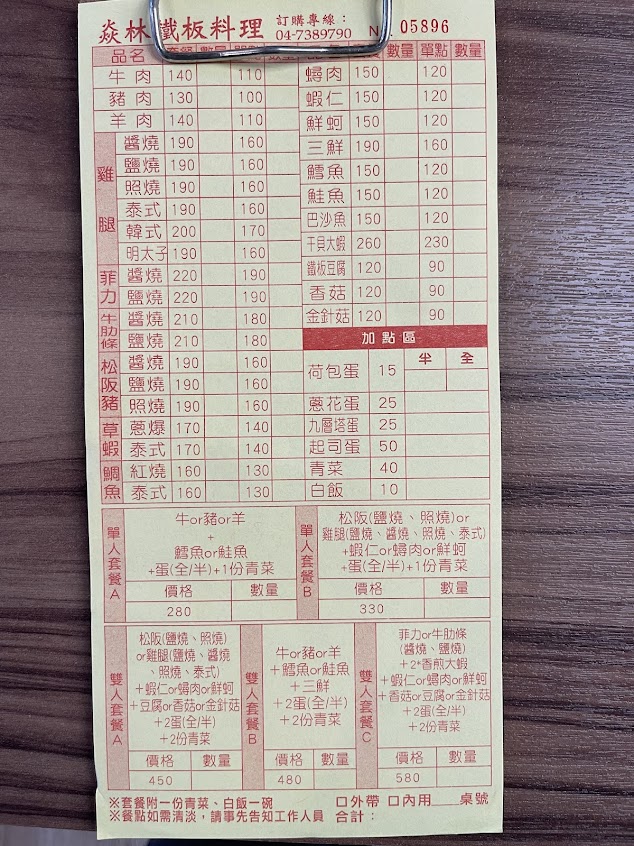 焱林鐵板料理 訂購專線： 04-7389790 N 05896
品名 套餐 數量 數量 單點 數量
牛肉 140 110 蟳肉 150 120
豬肉 130 100 蝦仁 150 120
羊肉 140 110 鮮蚵 150 120
雞腿 醬燒 190 160 三鮮 190 160
鹽燒 190 160 鱈魚 150 120
照燒 190 160 鮭魚 150 120
泰式 190 160 巴沙魚 150 120
韓式 200 170 干貝大蝦 260 230
明太子 190 160 鐵板豆腐 120 90
菲力 醬燒 220 190 香菇 120 90
鹽燒 220 190 金針菇 120 90
牛肋條 醬燒 210 180 加點區
鹽燒 210 180 半 全
松阪豬 醬燒 190 160 荷包蛋 15
鹽燒 190 160
照燒 190 160 蔥花蛋 25
草蝦 蔥爆 170 140 九層塔蛋 25
泰式 170 140 起司蛋 50
鯛魚 紅燒 160 130 青菜 40
泰式 160 130 白飯 10
單人套餐A
牛or豬or羊
+
鱈魚or鮭魚
+蛋(全/半)+1份青菜
價格 數量
280
單人套餐B
松阪(鹽燒、照燒)or
雞腿(鹽燒、醬燒、照燒、泰式)
+蝦仁or蟳肉or鮮蚵
+蛋(全/半)+1份青菜
價格 數量
330
雙人套餐A
松阪(鹽燒、照燒)
or雞腿(鹽燒、醬燒
、照燒、泰式)
+蝦仁or蟳肉or鮮蚵
+豆腐or香菇or金針菇
+2蛋(全/半)
+2份青菜
價格 數量
450
雙人套餐B
牛or豬or羊
+鱈魚or鮭魚
+三鮮
+2蛋(全/半)
+2份青菜
價格 數量
480
雙人套餐C
菲力or牛肋條
(醬燒、鹽燒)
+2*香煎大蝦
+蝦仁or蟳肉or鮮蚵
+香菇or豆腐or金針菇
+2蛋(全/半)
+2份青菜
價格 數量
580
※套餐附一份青菜、白飯一碗 口外帶 口內用 桌號
※餐點如需清淡，請事先告知工作人員 合計：